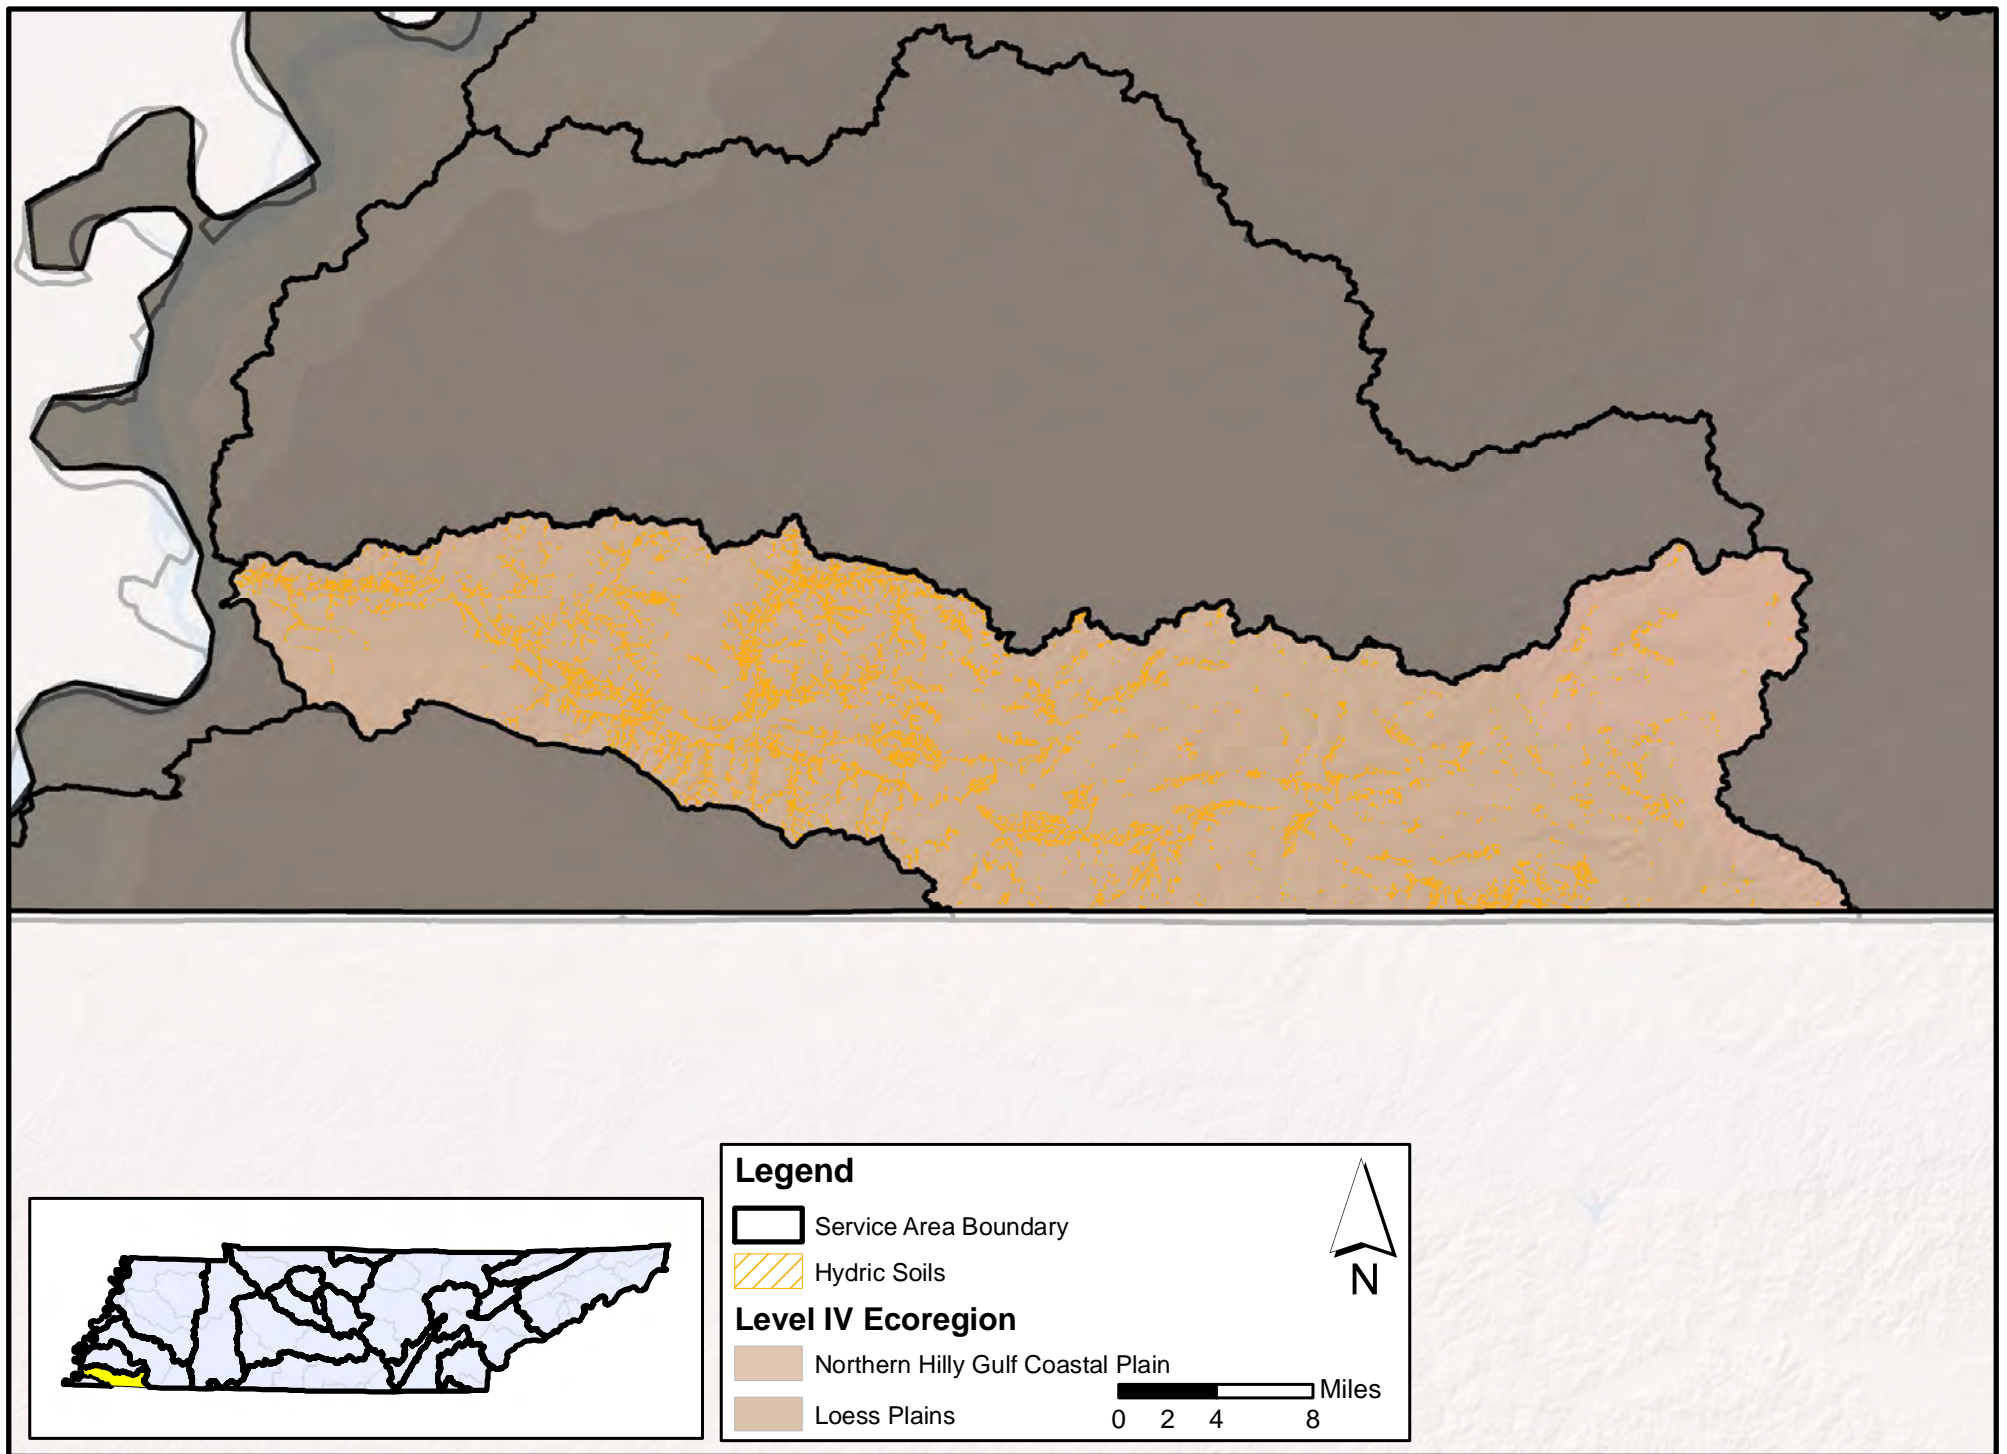 Legend
Service Area Boundary
Hydric Soils
Level IV Ecoregion
Northern Hilly Gulf Coastal Plain
Loess Plains
N
Miles
0 2 4 8